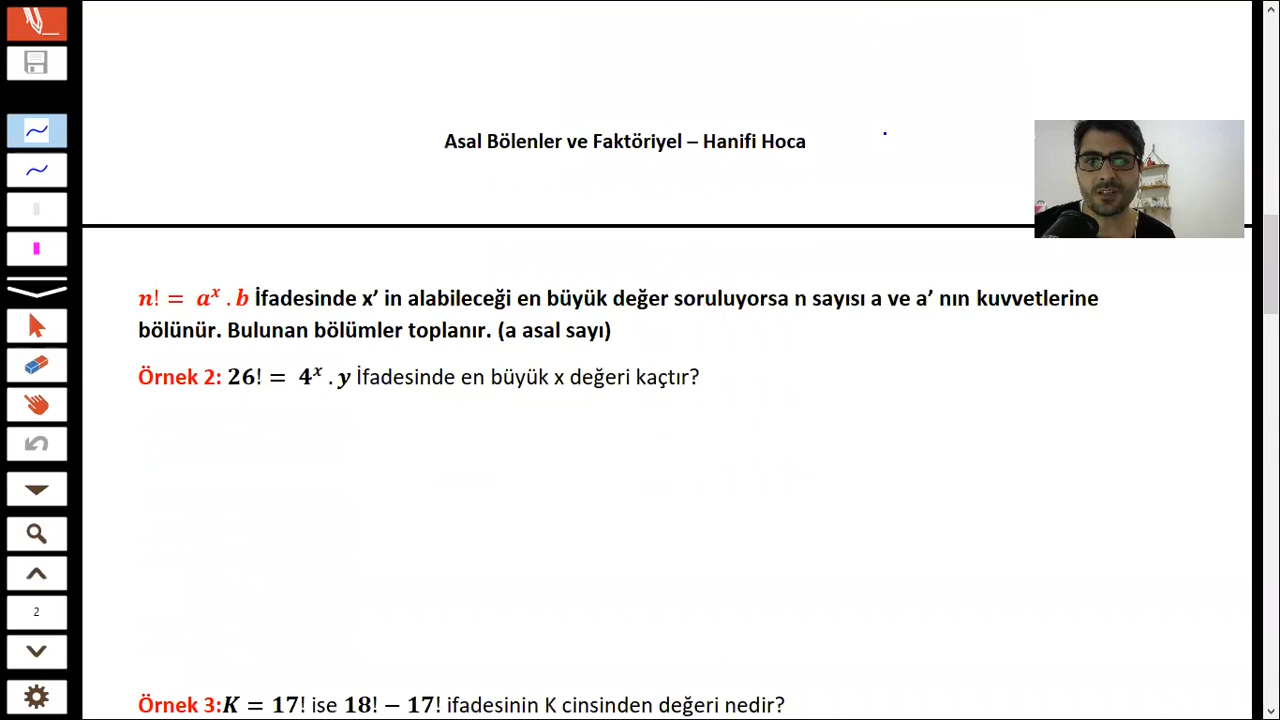 Asal Bölenler ve Faktöriyel – Hanifi Hoca
n! = aˣ . b İfadesinde x’ in alabileceği en büyük değer soruluyorsa n sayısı a ve a’ nın kuvvetlerine
bölünür. Bulunan bölümler toplanır. (a asal sayı)
Örnek 2: 26! = 4ˣ . y İfadesinde en büyük x değeri kaçtır?
2
Örnek 3:K = 17! ise 18! − 17! ifadesinin K cinsinden değeri nedir?